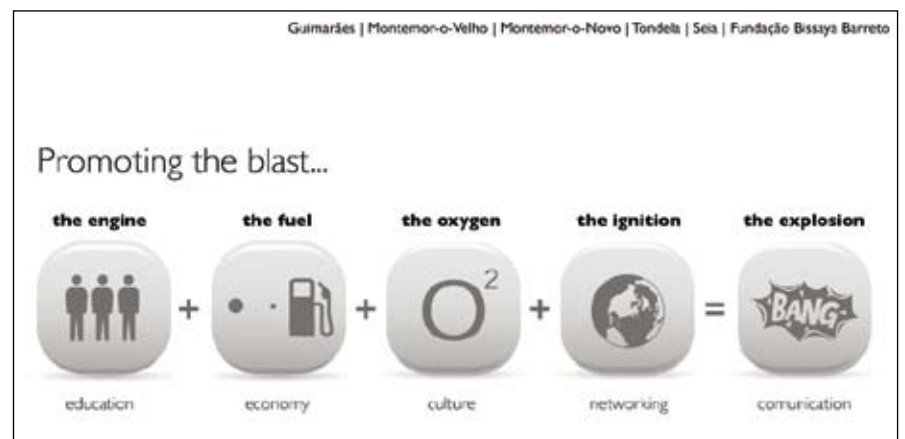 Guimarães | Montemor-o-Velho | Montemor-o-Novo | Tondela | Seia | Fundação Bissaya Barreto
Promoting the blast...
the engine the fuel the oxygen the ignition the explosion
+ + O² + = BANG
education economy culture networking comunication